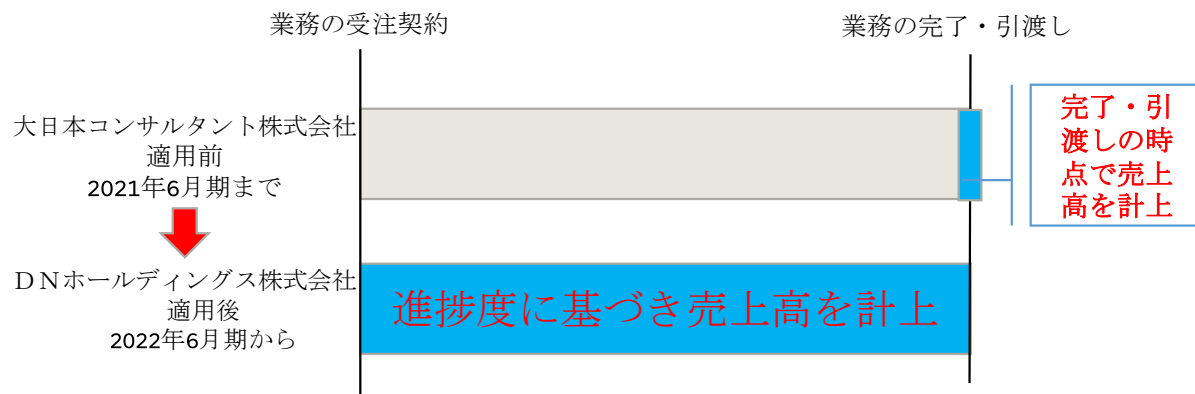 業務の受注契約
業務の完了・引渡し
大日本コンサルタント株式会社
適用前
2021年6月期まで
完了・引
渡しの時
点で売上
高を計上
ＤＮホールディングス株式会社
適用後
2022年6月期から
進捗度に基づき売上高を計上